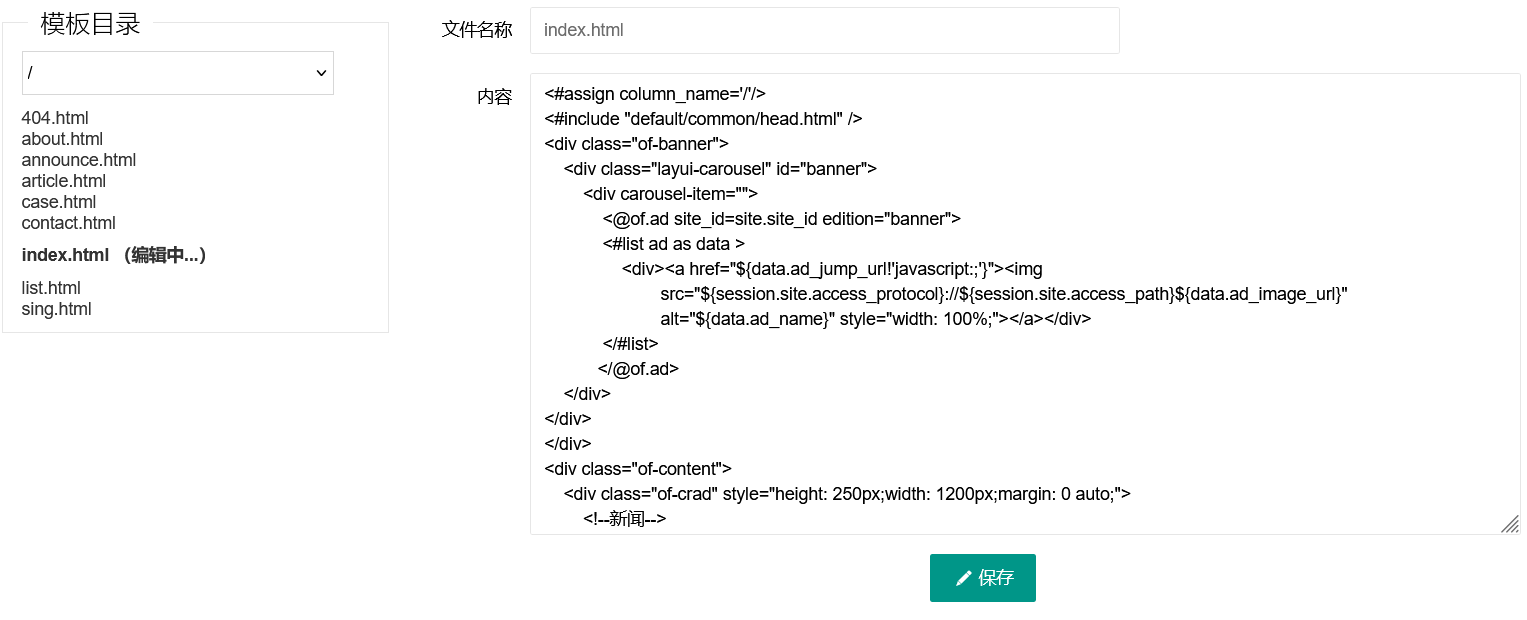 模板目录
/
404.html
about.html
announce.html
article.html
case.html
contact.html
index.html （编辑中...）
list.html
sing.html
文件名称
index.html
内容
<#assign column_name='/'/>
<#include "default/common/head.html" />
<div class="of-banner">
<div class="layui-carousel" id="banner">
<div carousel-item="">
<@of.ad site_id=site.site_id edition="banner">
<#list ad as data >
<div><a href="${data.ad_jump_url!'javascript:;'}"><img
src="${session.site.access_protocol}://${session.site.access_path}${data.ad_image_url}"
alt="${data.ad_name}" style="width: 100%;"></a></div>
</#list>
</@of.ad>
</div>
</div>
</div>
<div class="of-content">
<div class="of-crad" style="height: 250px;width: 1200px;margin: 0 auto;">
<!--新闻-->
保存